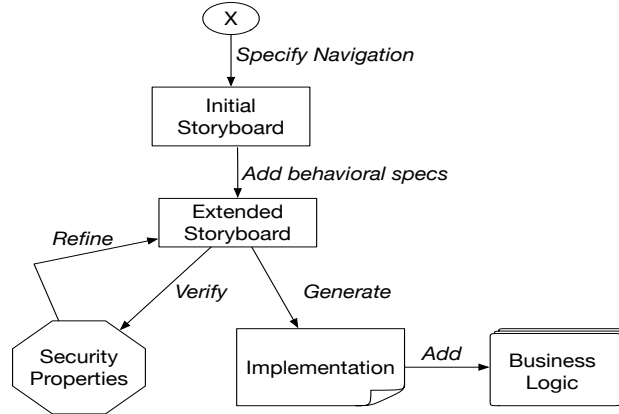 X
Specify Navigation
Initial
Storyboard
Add behavioral specs
Extended
Storyboard
Refine
Verify
Generate
Security
Properties
Implementation
Add
Business
Logic